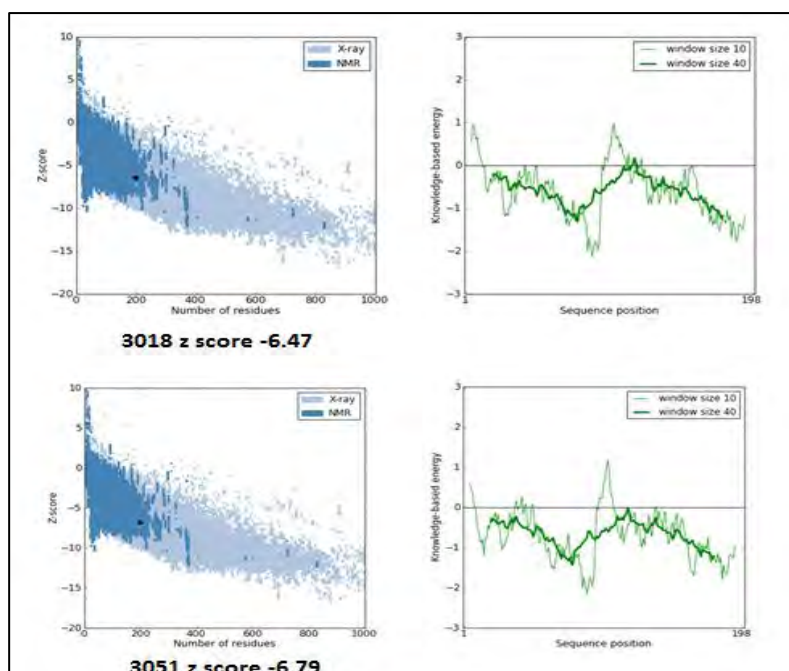 10
5
0
−5
−10
−15
−20
Z-score
0
200
400
600
800
1000
Number of residues
X-ray
NMR
3
2
1
0
−1
−2
−3
Knowledge-based energy
1
198
Sequence position
window size 10
window size 40
3018 z score -6.47
10
5
0
−5
−10
−15
−20
Z-score
0
200
400
600
800
1000
Number of residues
X-ray
NMR
3
2
1
0
−1
−2
−3
Knowledge-based energy
1
198
Sequence position
window size 10
window size 40
3051 z score -6.79